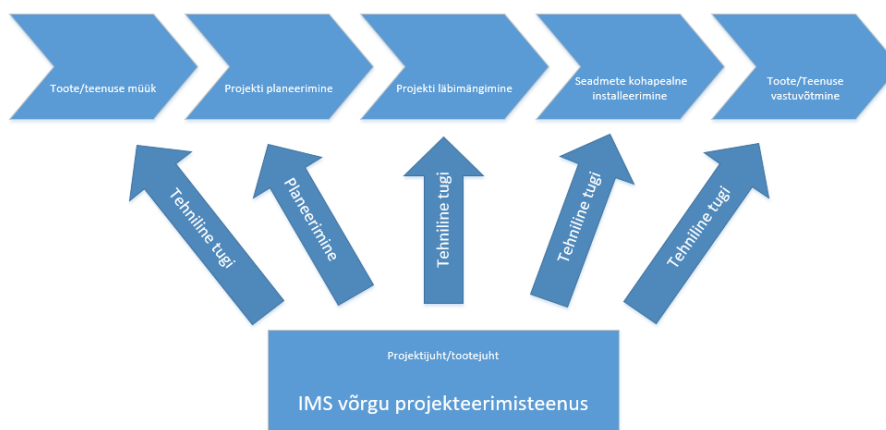 Toote/teenuse müük
Projekti planeerimine
Projekti läbimängimine
Seadmete kohapealne
installeerimine
Toote/Teenuse
vastuvõtmine
Tehniline tugi
Planeerimine
Tehniline tugi
Tehniline tugi
Tehniline tugi
Projektijuht/tootejuht
IMS võrgu projekteerimisteenus